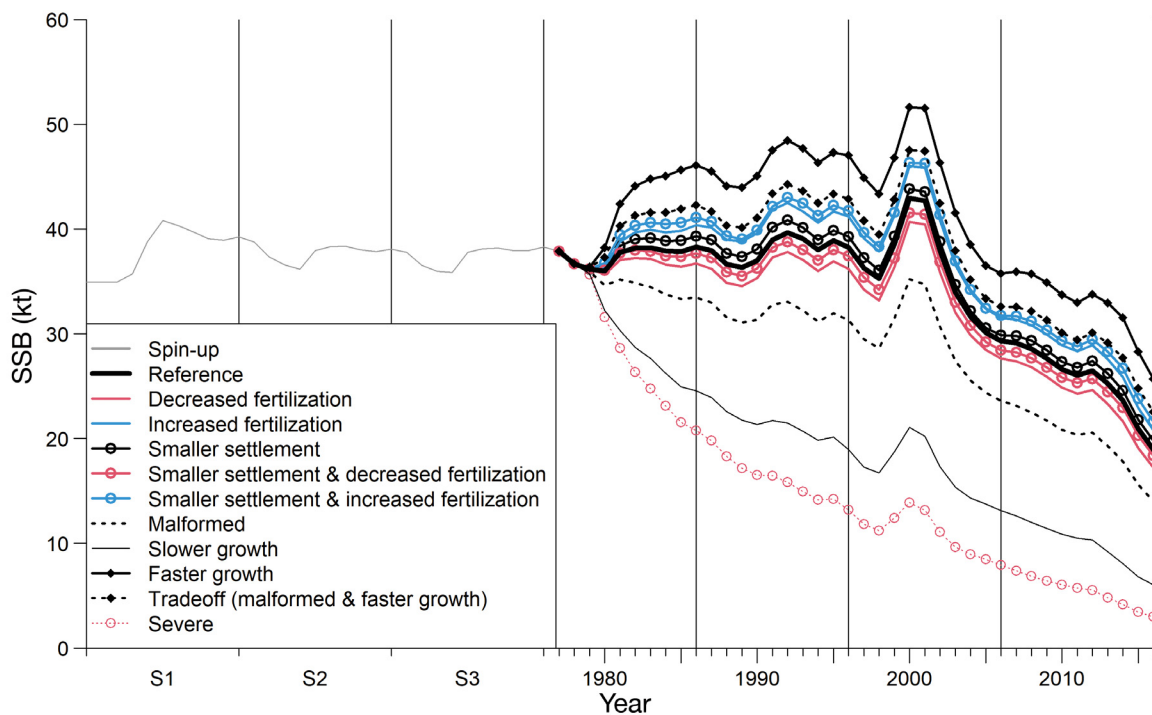 60
50
40
30
20
10
0
SSB (kt)
Spin-up
Reference
Decreased fertilization
Increased fertilization
Smaller settlement
Smaller settlement & decreased fertilization
Smaller settlement & increased fertilization
Malformed
Slower growth
Faster growth
Tradeoff (malformed & faster growth)
Severe
S1 S2 S3 1980 1990 2000 2010
Year